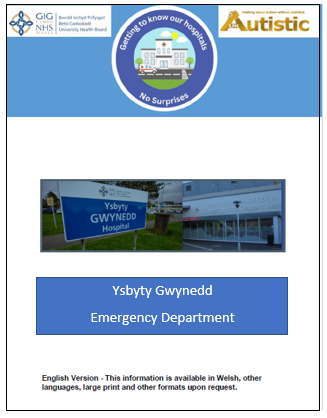 GIG
NHS
Bwrdd Iechyd Prifysgol
Betsi Cadwaladr
University Health Board
Getting to know our hospitals
No Surprises
Autistic
Ysbyty
GWYNEDD
Hospital
Ysbyty Gwynedd
Emergency Department
English Version - This information is available in Welsh, other
languages, large print and other formats upon request.